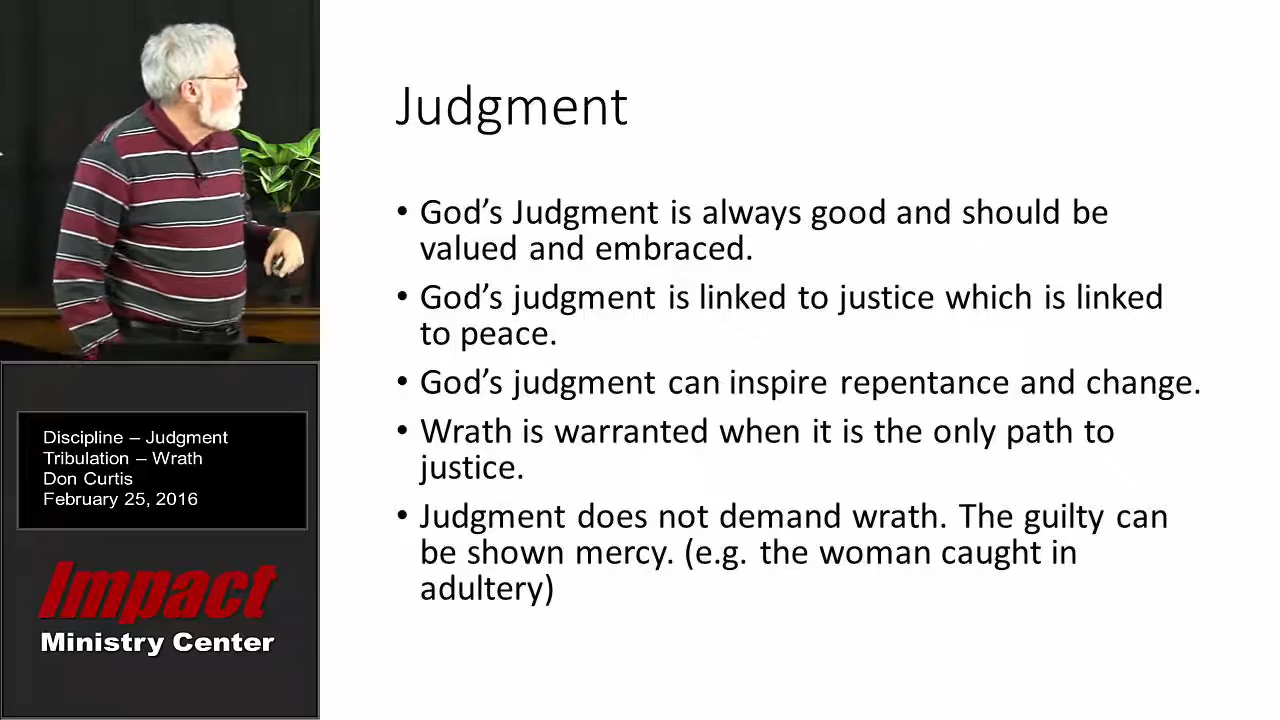 Judgment
• God's Judgment is always good and should be
valued and embraced.
• God's judgment is linked to justice which is linked
to peace.
• God's judgment can inspire repentance and change.
• Wrath is warranted when it is the only path to
justice.
• Judgment does not demand wrath. The guilty can
be shown mercy. (e.g. the woman caught in
adultery)
Discipline – Judgment
Tribulation – Wrath
Don Curtis
February 25, 2016
Impact
Ministry Center